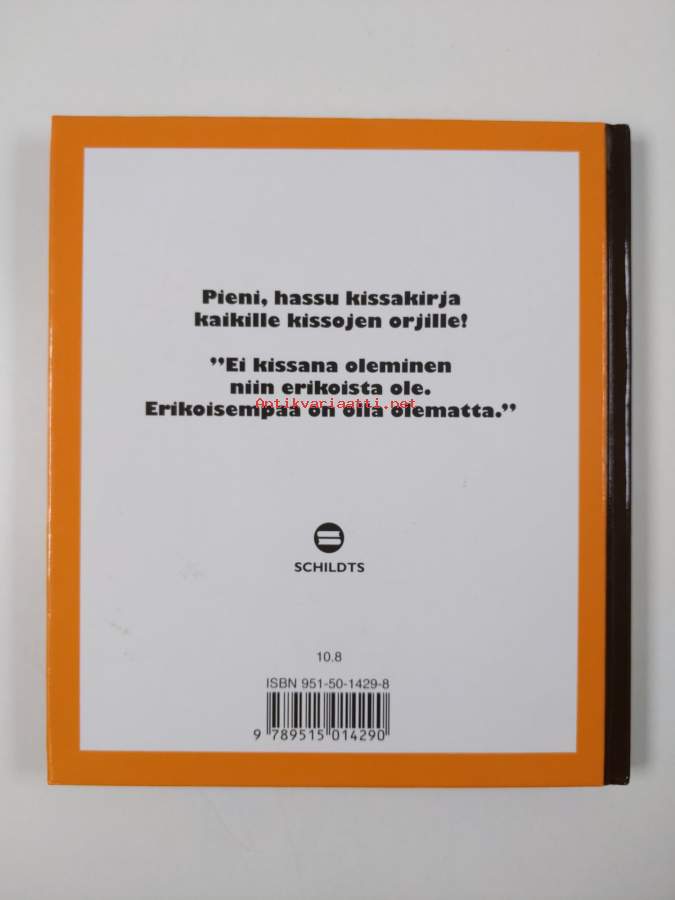 Pieni, hassu kissakirja
kaikille kissojen orjille!
”Ei kissana oleminen
niin erikoista ole.
Antikvariaatti.net
Erikoisempaa on olla olematta.”
SCHILDTS
10.8
ISBN 951-50-1429-8
9 789515 014290